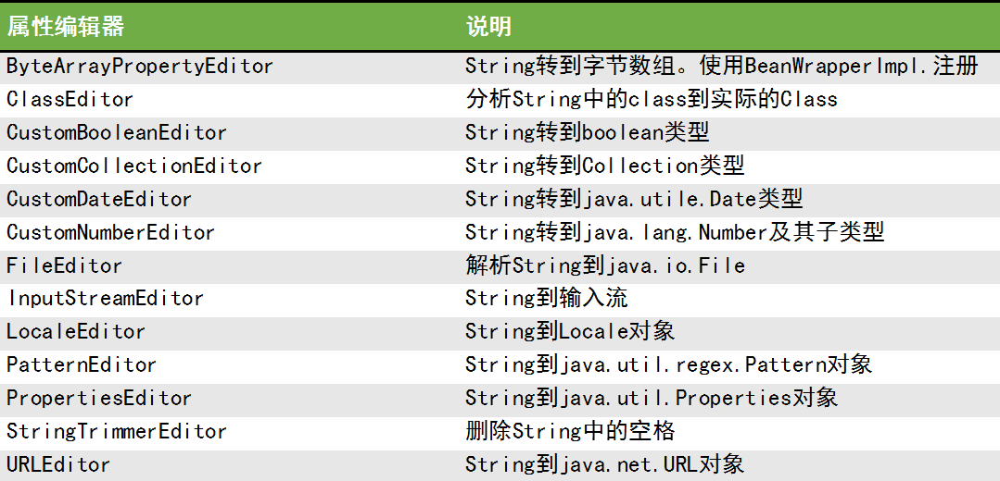 属性编辑器 说明
ByteArrayPropertyEditor String转到字节数组。使用BeanWrapperImpl.注册
ClassEditor 分析String中的class到实际的Class
CustomBooleanEditor String转到boolean类型
CustomCollectionEditor String转到Collection类型
CustomDateEditor String转到java.utile.Date类型
CustomNumberEditor String转到java.lang.Number及其子类型
FileEditor 解析String到java.io.File
InputStreamEditor String到输入流
LocaleEditor String到Locale对象
PatternEditor String到java.util.regex.Pattern对象
PropertiesEditor String到java.util.Properties对象
StringTrimmerEditor 删除String中的空格
URLEditor String到java.net.URL对象